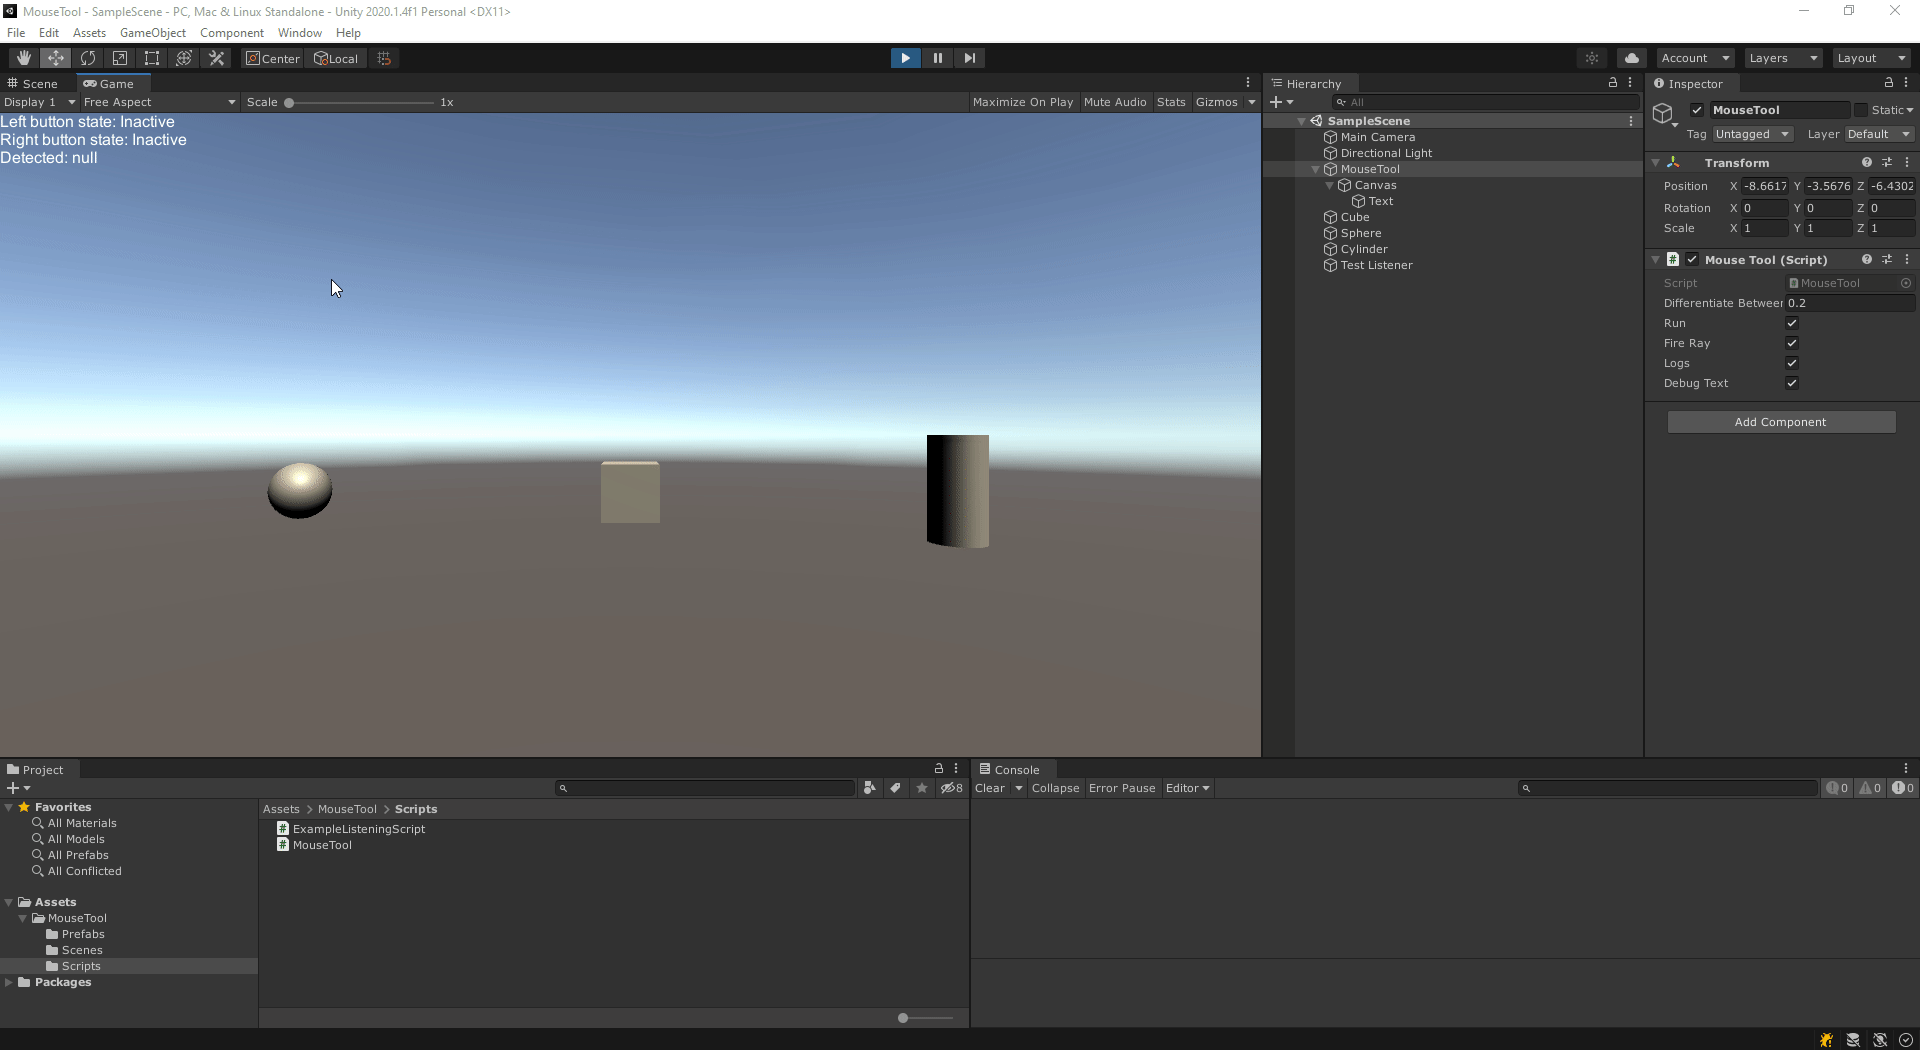 MouseTool - SampleScene - PC, Mac & Linux Standalone - Unity 2020.1.4f1 Personal <DX11>
File Edit Assets GameObject Component Window Help
Center Local Account Layers Layout
Scene Game
Display 1 Free Aspect Scale 1x Maximize On Play Mute Audio Stats Gizmos
Left button state: Inactive
Right button state: Inactive
Detected: null
Hierarchy
All
SampleScene
Main Camera
Directional Light
MouseTool
Canvas
Text
Cube
Sphere
Cylinder
Test Listener
Inspector
MouseTool Static
Tag Untagged Layer Default
Transform
Position X -8.6617 Y -3.5676 Z -6.4302
Rotation X 0 Y 0 Z 0
Scale X 1 Y 1 Z 1
# Mouse Tool (Script)
Script MouseTool
Differentiate Between 0.2
Run
Fire Ray
Logs
Debug Text
Add Component
Project
8
Favorites
All Materials
All Models
All Prefabs
All Conflicted
Assets
MouseTool
Prefabs
Scenes
Scripts
Packages
Assets > MouseTool > Scripts
# ExampleListeningScript
# MouseTool
Console
Clear Collapse Error Pause Editor 0 0 0